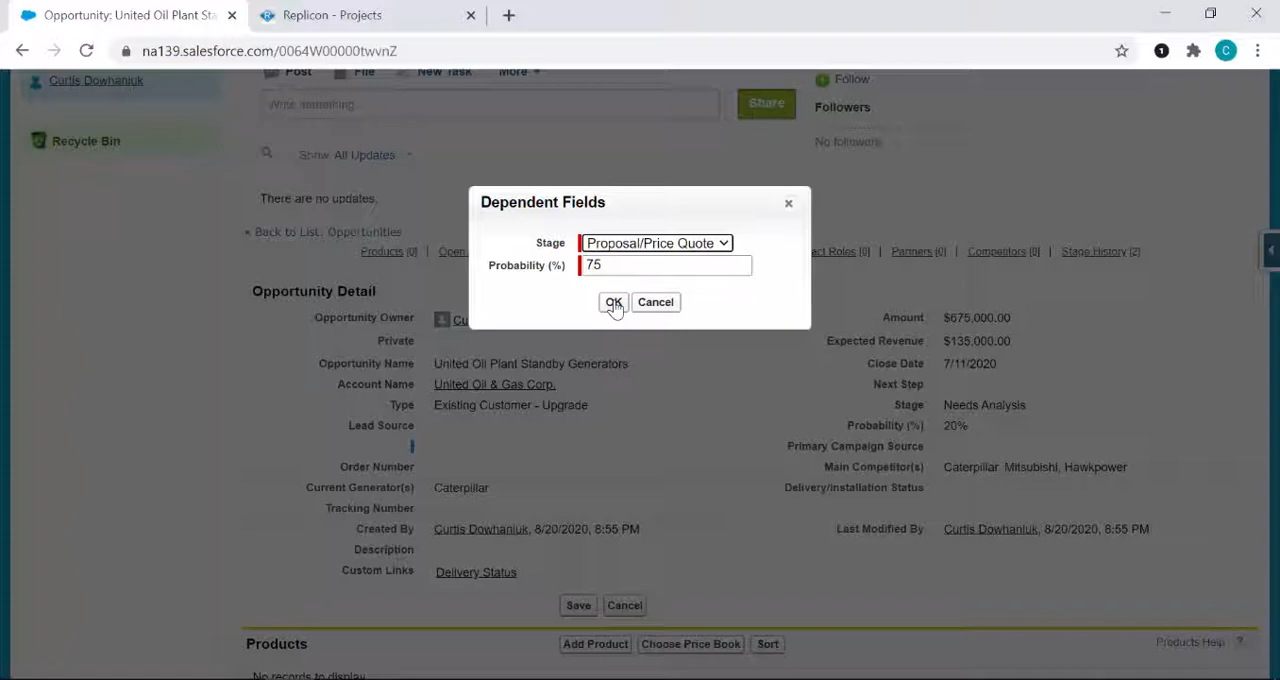 Opportunity: United Oil Plant Sta
Replicon - Projects
na139.salesforce.com/0064W00000twvnZ
1
C
Curtis Dowhaniuk
Recycle Bin
Post File New Task More
Write something...
Share
Follow
Followers
No followers.
Show All Updates
There are no updates.
« Back to List: Opportunities
Products [0] | Open
act Roles [0] | Partners [0] | Competitors [0] | Stage History [2]
Dependent Fields
Stage Proposal/Price Quote
Probability (%) 75
OK Cancel
Opportunity Detail
Opportunity Owner Cu
Private
Opportunity Name United Oil Plant Standby Generators
Account Name United Oil & Gas Corp.
Type Existing Customer - Upgrade
Lead Source
Order Number
Current Generator(s) Caterpillar
Tracking Number
Created By Curtis Dowhaniuk, 8/20/2020, 8:55 PM
Description
Custom Links Delivery Status
Amount $675,000.00
Expected Revenue $135,000.00
Close Date 7/11/2020
Next Step
Stage Needs Analysis
Probability (%) 20%
Primary Campaign Source
Main Competitor(s) Caterpillar Mitsubishi, Hawkpower
Delivery/Installation Status
Last Modified By Curtis Dowhaniuk, 8/20/2020, 8:55 PM
Save Cancel
Products
Add Product Choose Price Book Sort
Products Help ?
No records to display